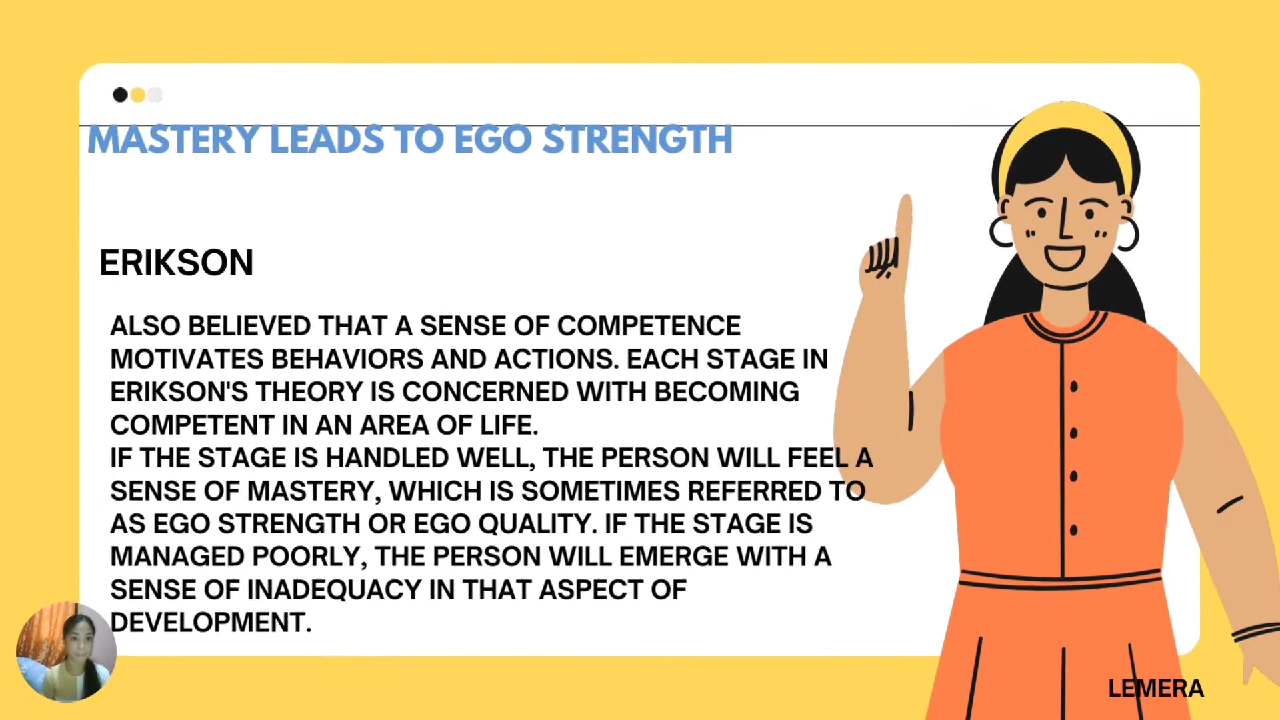 MASTERY LEADS TO EGO STRENGTH
ERIKSON
ALSO BELIEVED THAT A SENSE OF COMPETENCE
MOTIVATES BEHAVIORS AND ACTIONS. EACH STAGE IN
ERIKSON'S THEORY IS CONCERNED WITH BECOMING
COMPETENT IN AN AREA OF LIFE.
IF THE STAGE IS HANDLED WELL, THE PERSON WILL FEEL A
SENSE OF MASTERY, WHICH IS SOMETIMES REFERRED TO
AS EGO STRENGTH OR EGO QUALITY. IF THE STAGE IS
MANAGED POORLY, THE PERSON WILL EMERGE WITH A
SENSE OF INADEQUACY IN THAT ASPECT OF
DEVELOPMENT.
LEMERA